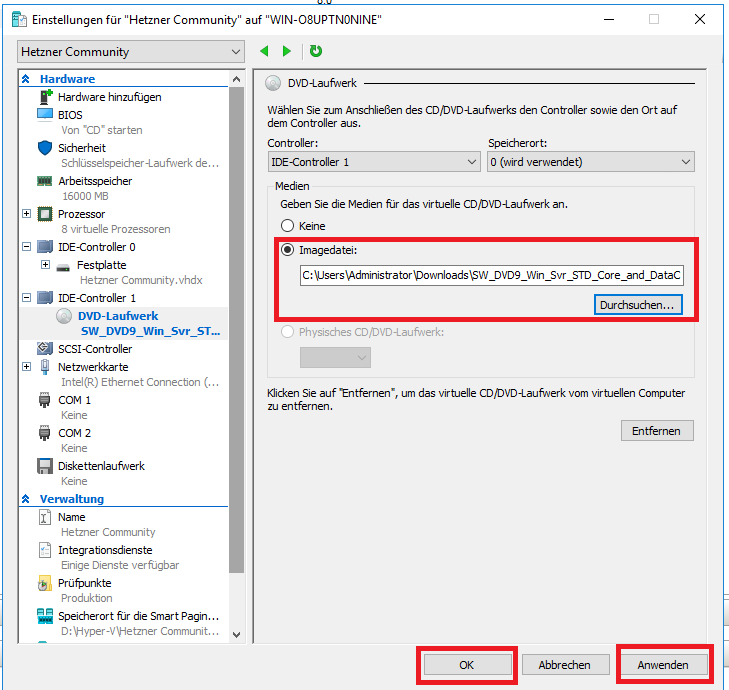 Einstellungen für "Hetzner Community" auf "WIN-O8UPTN0NINE"
Hetzner Community
Hardware
Hardware hinzufügen
BIOS
Von "CD" starten
Sicherheit
Schlüsselspeicher-Laufwerk de...
Arbeitsspeicher
16000 MB
Prozessor
8 virtuelle Prozessoren
IDE-Controller 0
Festplatte
Hetzner Community.vhdx
IDE-Controller 1
DVD-Laufwerk
SW_DVD9_Win_Svr_ST...
SCSI-Controller
Netzwerkkarte
Intel(R) Ethernet Connection (...
COM 1
Keine
COM 2
Keine
Diskettenlaufwerk
Keine
Verwaltung
Name
Hetzner Community
Integrationsdienste
Einige Dienste verfügbar
Prüfpunkte
Produktion
Speicherort für die Smart Pagin...
D:\Hyper-V\Hetzner Communit...
DVD-Laufwerk
Wählen Sie zum Anschließen des CD/DVD-Laufwerks den Controller sowie den Ort auf
dem Controller aus.
Controller:
Speicherort:
IDE-Controller 1
0 (wird verwendet)
Medien
Geben Sie die Medien für das virtuelle CD/DVD-Laufwerk an.
Keine
Imagedatei:
C:\Users\Administrator\Downloads\SW_DVD9_Win_Svr_STD_Core_and_DataC
Durchsuchen...
Physisches CD/DVD-Laufwerk:
Klicken Sie auf "Entfernen", um das virtuelle CD/DVD-Laufwerk vom virtuellen Computer
zu entfernen.
Entfernen
OK
Abbrechen
Anwenden